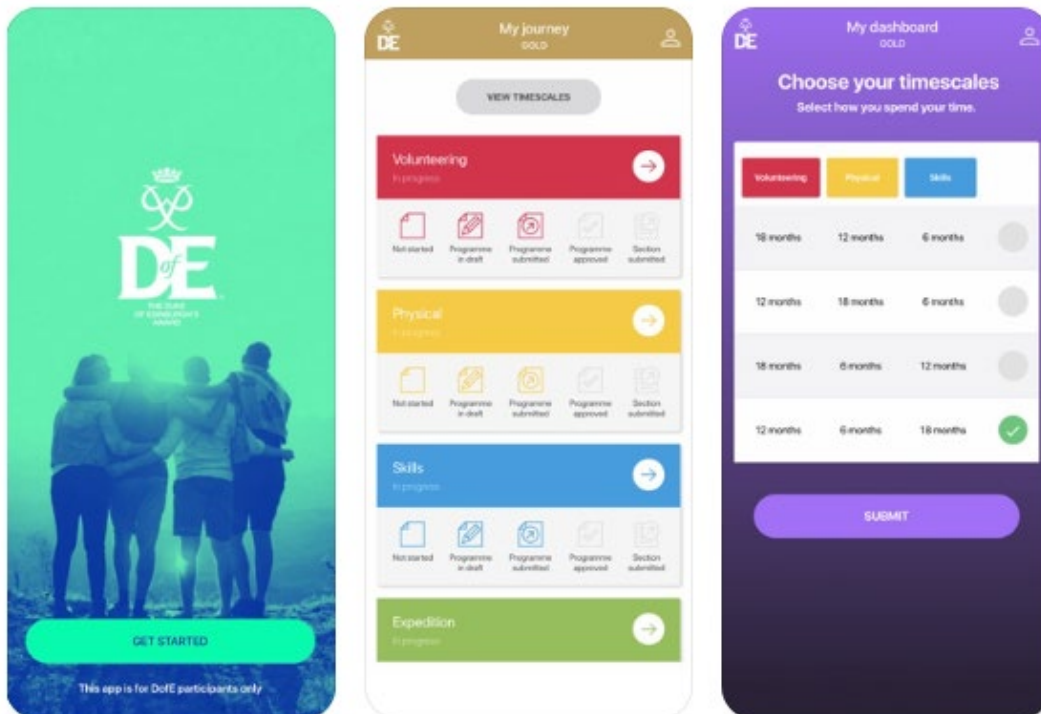 DofE
THE DUKE
OF EDINBURGH'S
AWARD
GET STARTED
This app is for DofE participants only
DE
My journey
GOLD
VIEW TIMESCALES
Volunteering
In progress
Not started
Programme
in draft
Programme
submitted
Programme
approved
Section
submitted
Physical
In progress
Not started
Programme
in draft
Programme
submitted
Programme
approved
Section
submitted
Skills
In progress
Not started
Programme
in draft
Programme
submitted
Programme
approved
Section
submitted
Expedition
In progress
DE
My dashboard
GOLD
Choose your timescales
Select how you spend your time.
Volunteering Physical Skills
18 months 12 months 6 months
12 months 18 months 6 months
18 months 6 months 12 months
12 months 6 months 18 months
SUBMIT